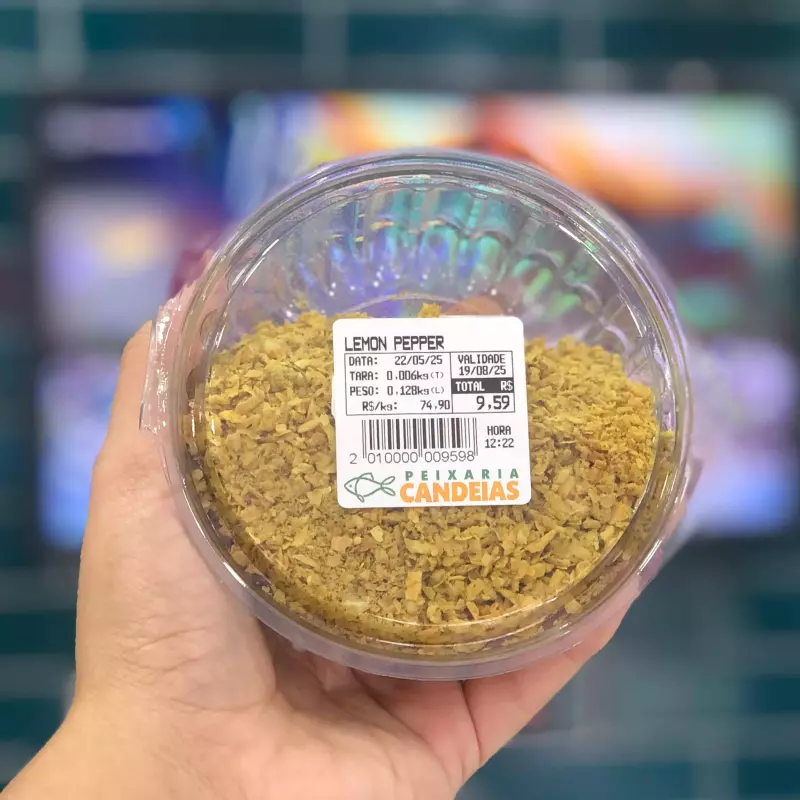 LEMON PEPPER
DATA: 22/05/25 VALIDADE
TARA: 0.006kg(T) 19/08/25
PESO: 0.128kg(L) TOTAL R$
R$/kg: 74,90 9,59
HORA
12:22
2 010000 009598
PEIXARIA
CANDEIAS